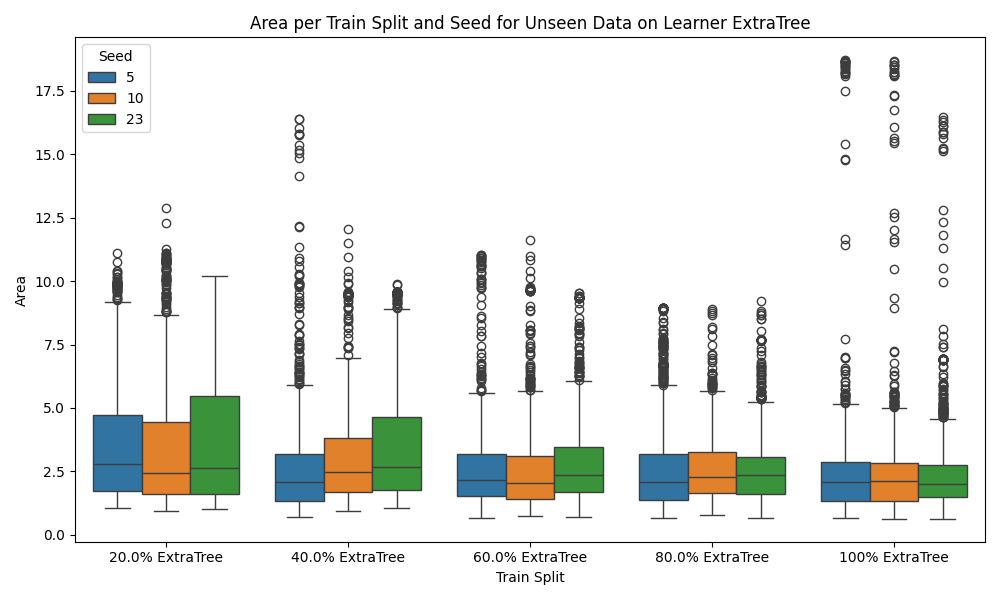 Area per Train Split and Seed for Unseen Data on Learner ExtraTree
Seed
5
10
23
Area
17.5
15.0
12.5
10.0
7.5
5.0
2.5
0.0
20.0% ExtraTree
40.0% ExtraTree
60.0% ExtraTree
80.0% ExtraTree
100% ExtraTree
Train Split